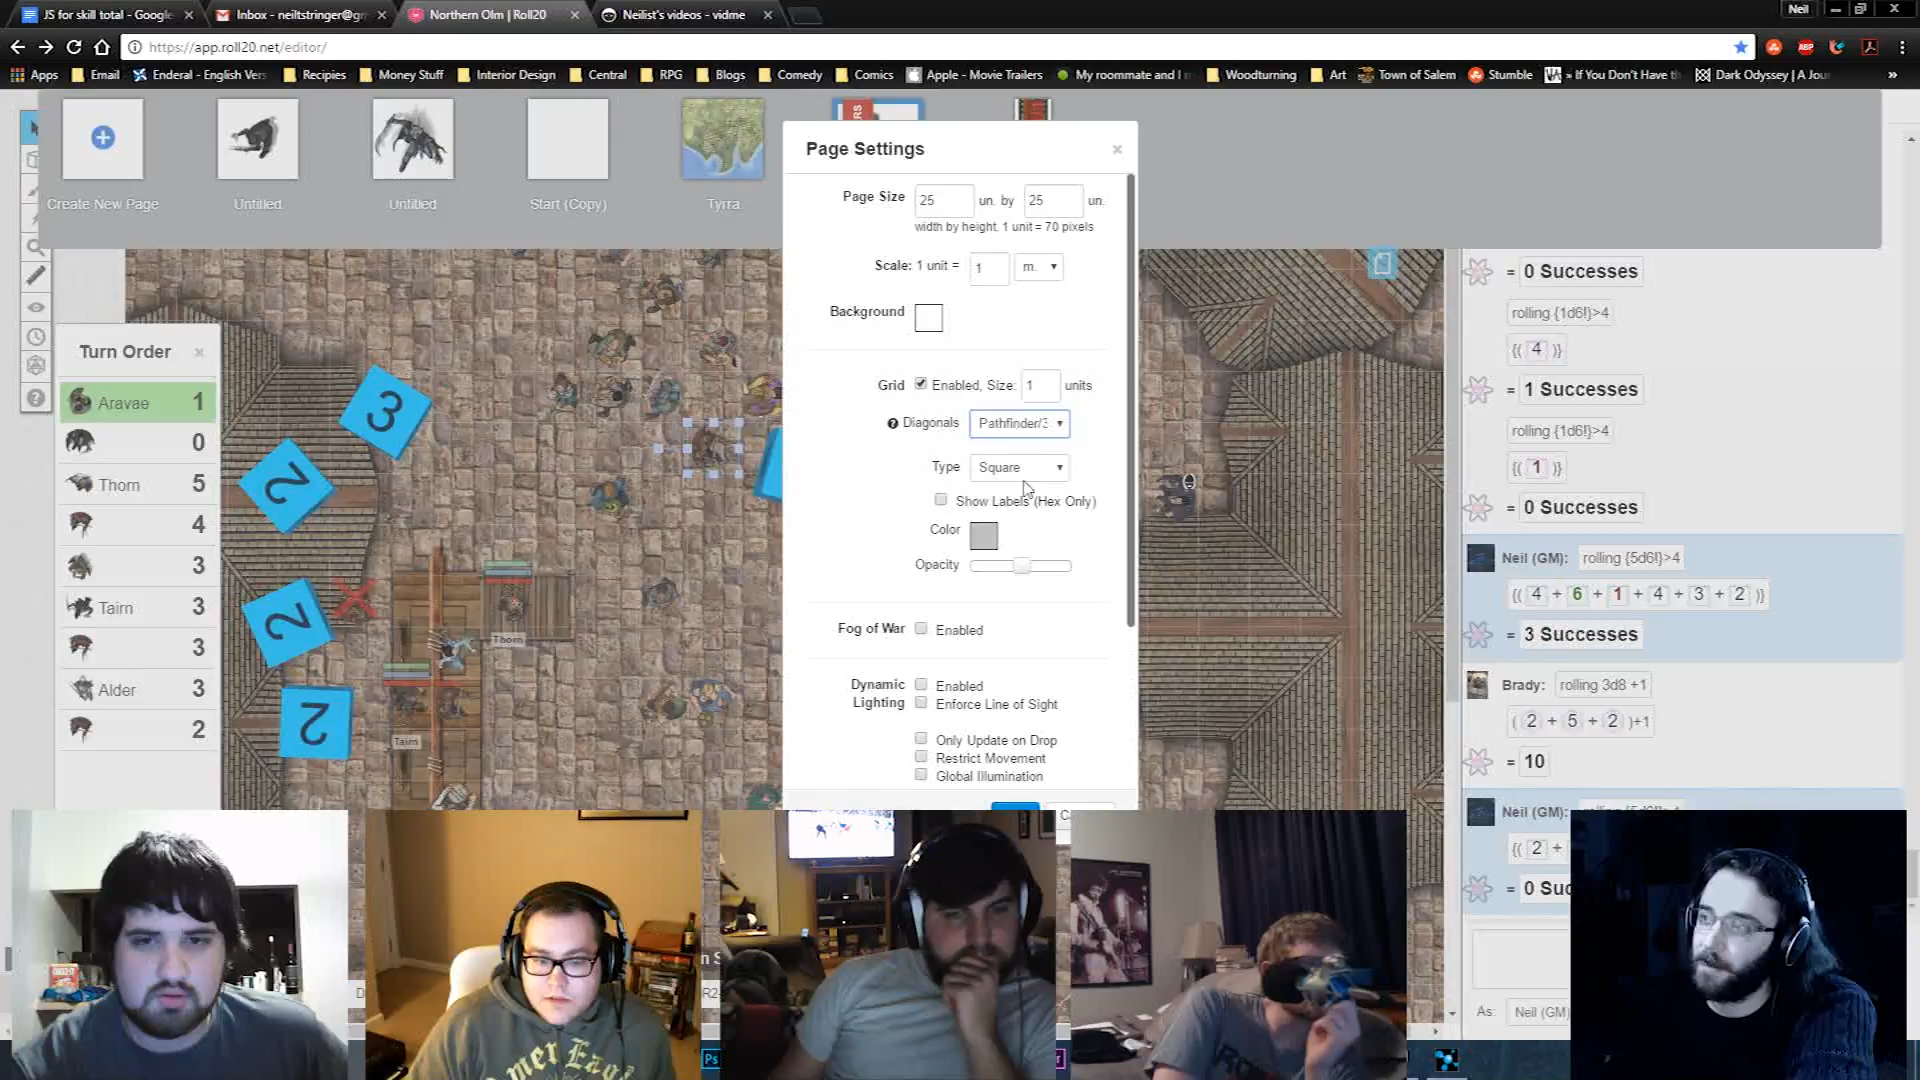 JS for skill total - Google
Inbox - neiltstringer@gm
Northern Olm | Roll20
Neilist's videos - vidme
Neil
https://app.roll20.net/editor/
Apps
Email
Enderal - English Vers
Recipies
Money Stuff
Interior Design
Central
RPG
Blogs
Comedy
Comics
Apple - Movie Trailers
My roommate and I
Woodturning
Art
Town of Salem
Stumble
If You Don't Have th
Dark Odyssey | A Jour
Create New Page
Untitled
Untitled
Start (Copy)
Tyrra
Page Settings
Page Size 25 un. by 25 un.
width by height. 1 unit = 70 pixels
Scale: 1 unit = 1 m.
Background
Grid Enabled, Size: 1 units
Diagonals Pathfinder/3
Type Square
Show Labels (Hex Only)
Color
Opacity
Fog of War Enabled
Dynamic Lighting Enabled
Enforce Line of Sight
Only Update on Drop
Restrict Movement
Global Illumination
Turn Order
Aravae 1
0
Thorn 5
4
3
Tairn 3
3
Alder 3
2
3
2
2
2
Thorn
Tairn
= 0 Successes
rolling {1d6!}>4
{( 4 )}
= 1 Successes
rolling {1d6!}>4
{( 1 )}
= 0 Successes
Neil (GM): rolling {5d6!}>4
{( 4 + 6 + 1 + 4 + 3 + 2 )}
= 3 Successes
Brady: rolling 3d8 +1
( 2 + 5 + 2 )+1
= 10
Neil (GM): rolling {5d6!}>4
{( 2 +
= 0 Suc
As: Neil (GM)
Ps